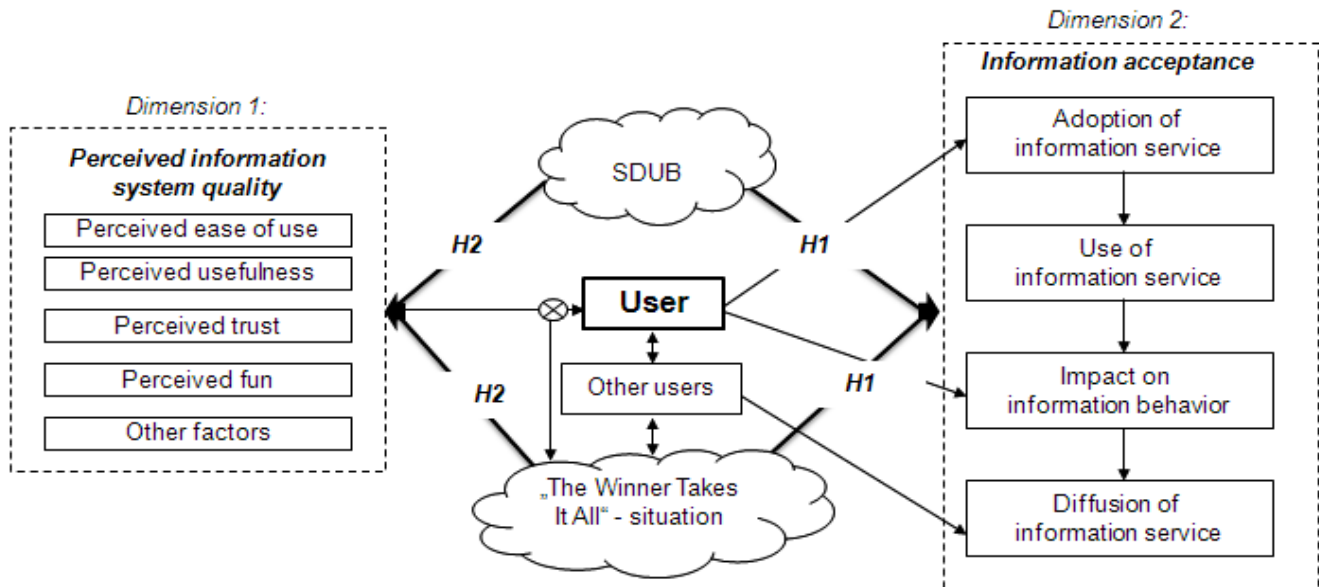 Dimension 1:
Perceived information
system quality
Perceived ease of use
Perceived usefulness
Perceived trust
Perceived fun
Other factors
SDUB
H2
H1
User
Other users
H2
H1
„The Winner Takes
It All“ - situation
Dimension 2:
Information acceptance
Adoption of
information service
Use of
information service
Impact on
information behavior
Diffusion of
information service